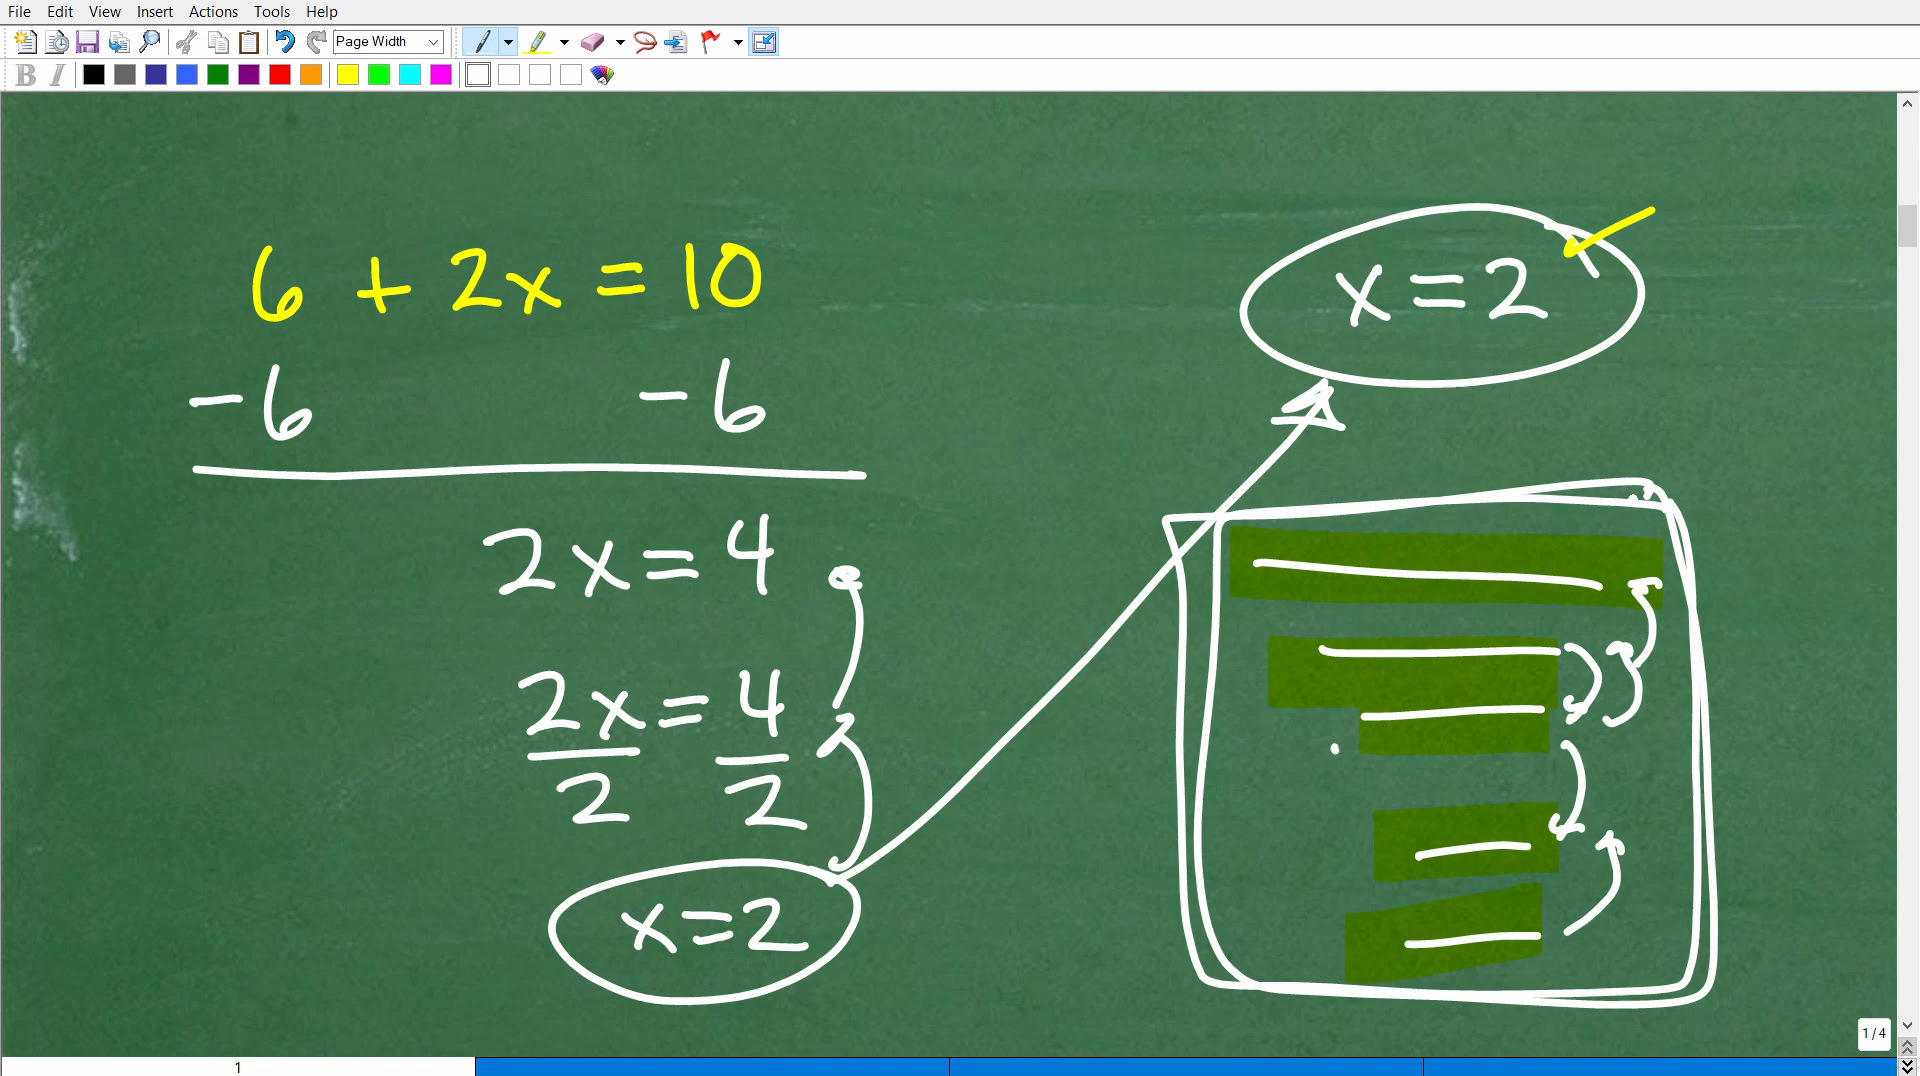 File Edit View Insert Actions Tools Help
Page Width
B I
6 + 2x = 10
- 6 - 6
2x = 4
2x = 4
2 2
x = 2
x = 2
1 / 4
1